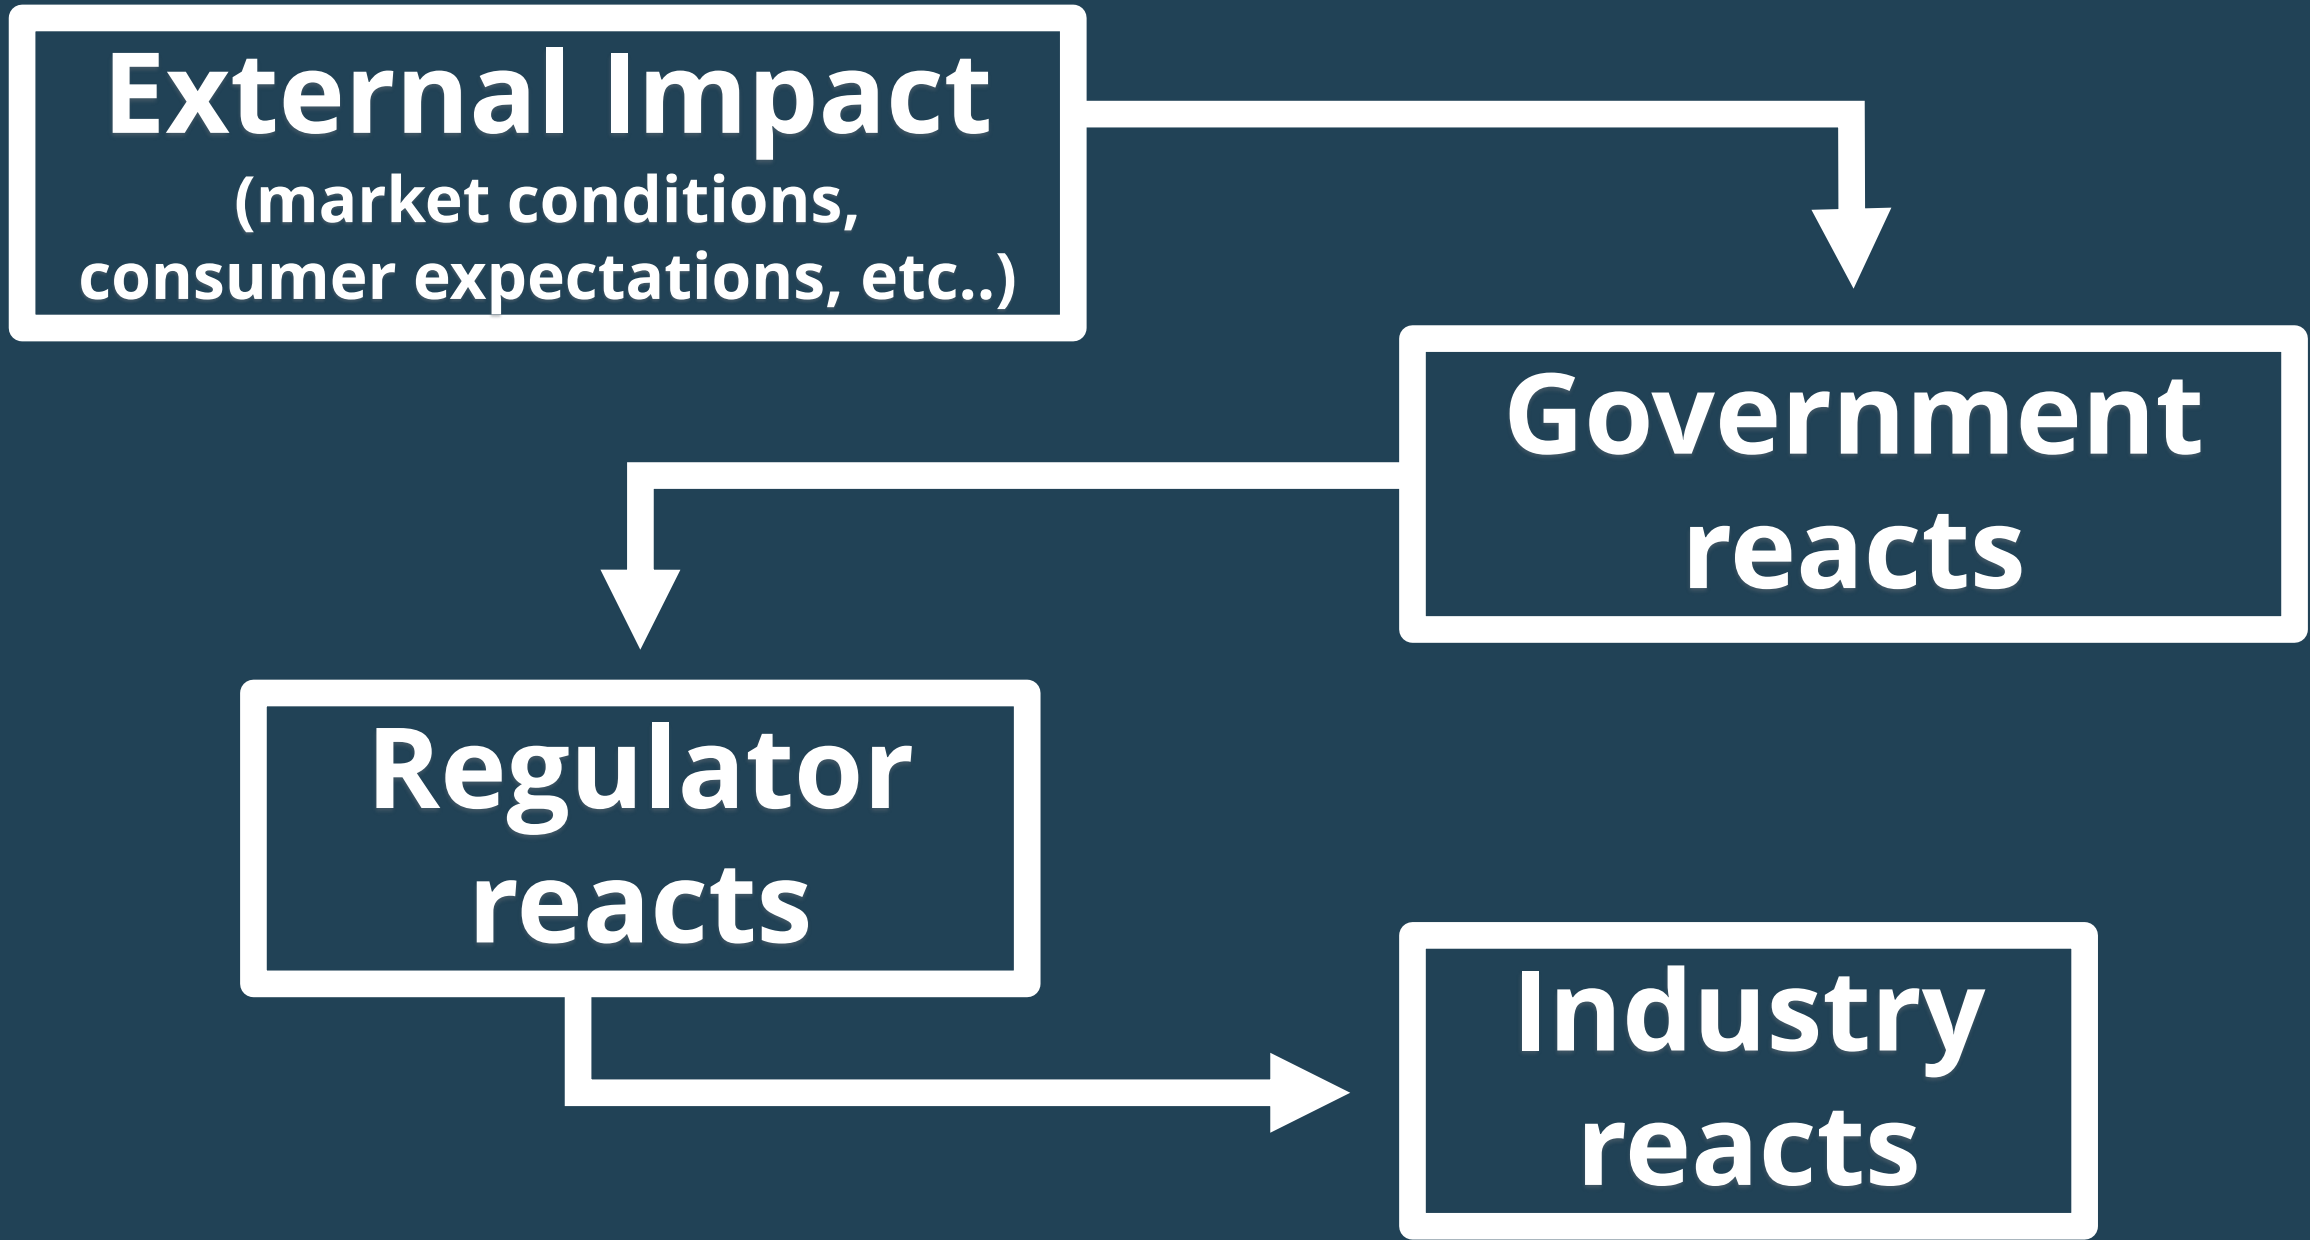 External Impact
(market conditions,
consumer expectations, etc..)
Government
reacts
Regulator
reacts
Industry
reacts